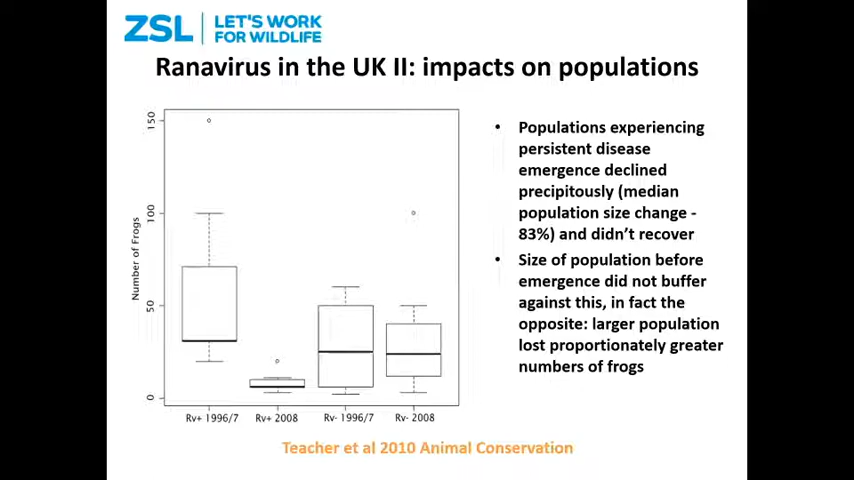 ZSL
LET'S WORK
FOR WILDLIFE
Ranavirus in the UK II: impacts on populations
Number of Frogs
150
100
50
0
Rv+ 1996/7
Rv+ 2008
Rv- 1996/7
Rv- 2008
• Populations experiencing
persistent disease
emergence declined
precipitously (median
population size change -
83%) and didn't recover
• Size of population before
emergence did not buffer
against this, in fact the
opposite: larger population
lost proportionately greater
numbers of frogs
Teacher et al 2010 Animal Conservation